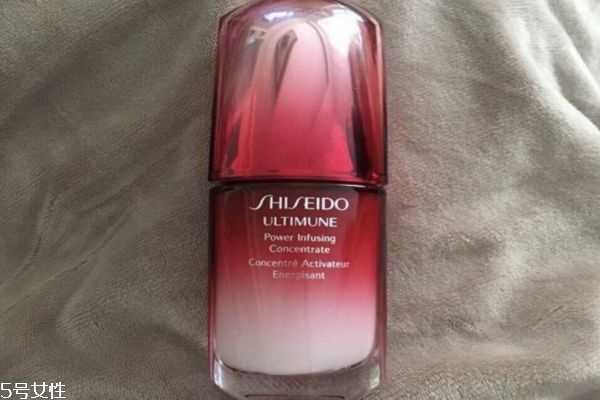 SHISEIDO
ULTIMUNE
Power Infusing
Concentrate
Concentré Activateur
Energisant
5号女性